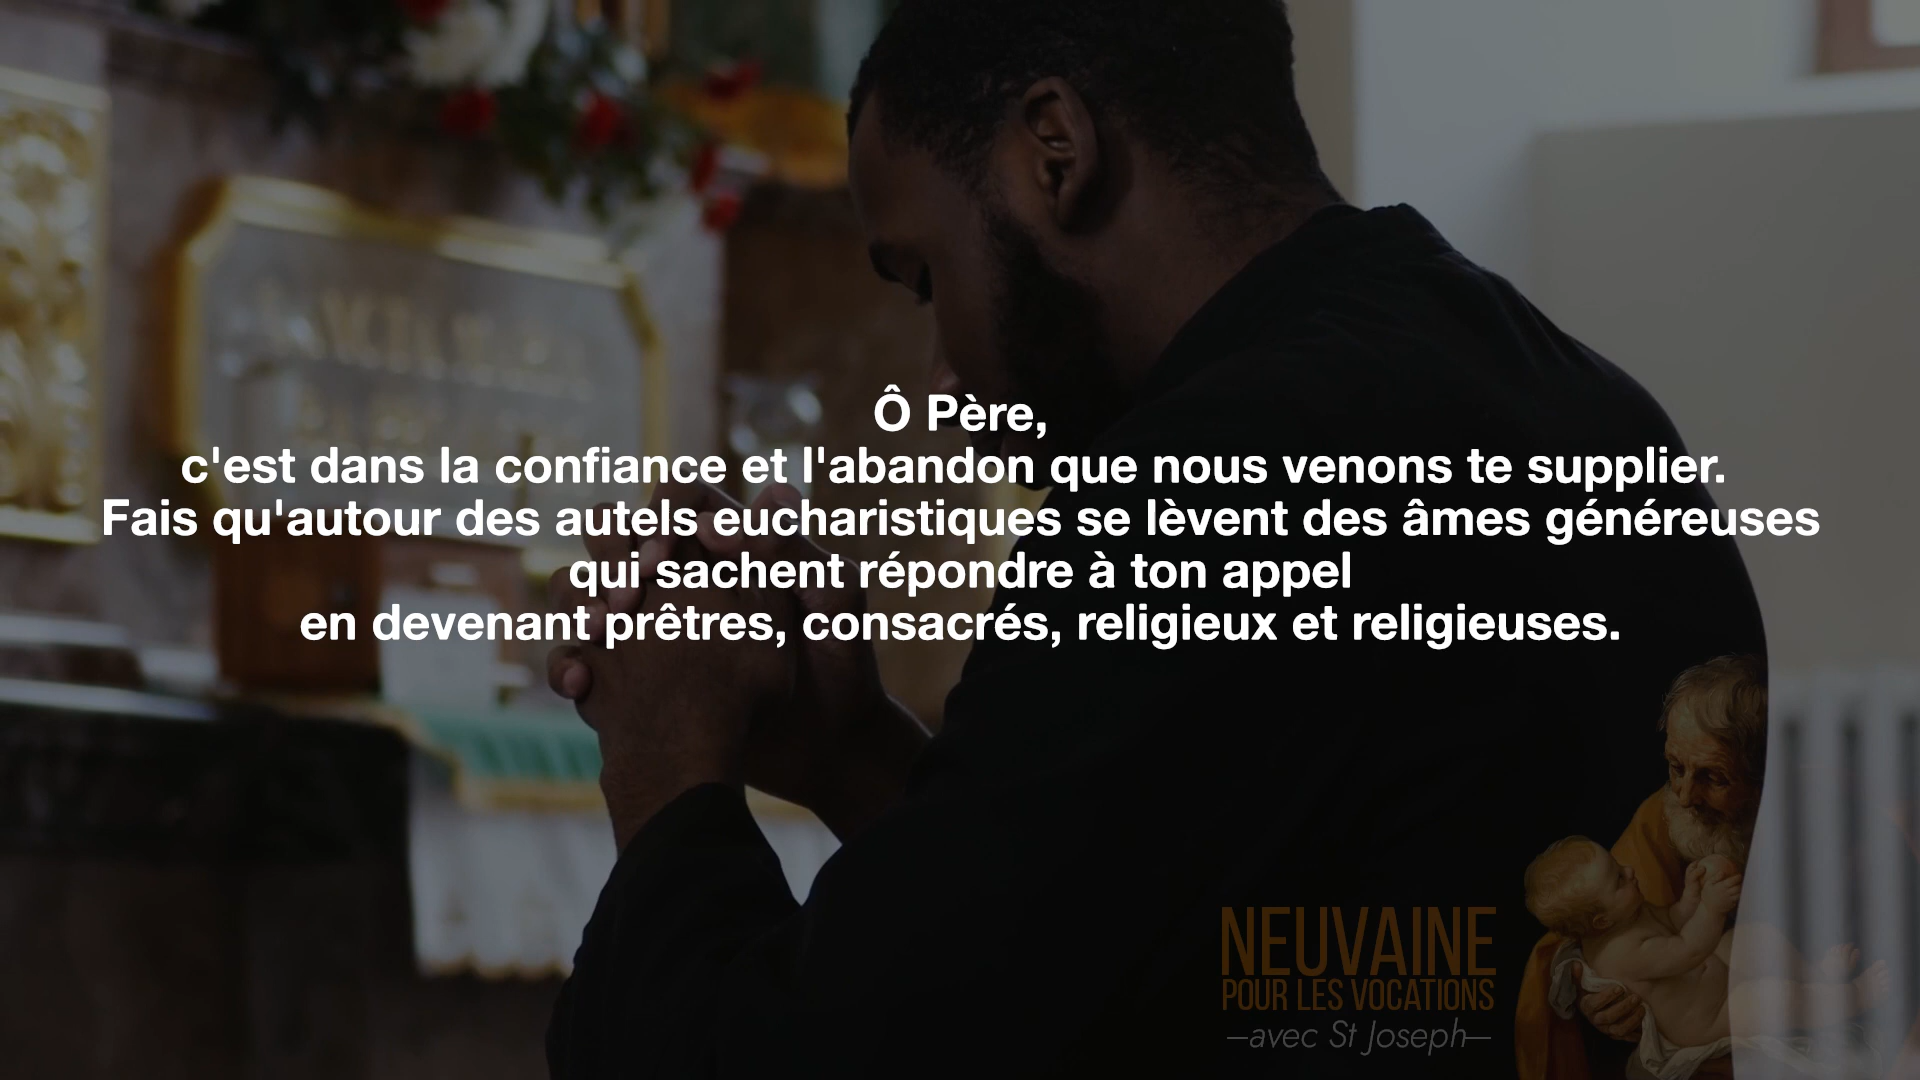 Ô Père,
c'est dans la confiance et l'abandon que nous venons te supplier.
Fais qu'autour des autels eucharistiques se lèvent des âmes généreuses
qui sachent répondre à ton appel
en devenant prêtres, consacrés, religieux et religieuses.
NEUVAINE
POUR LES VOCATIONS
—avec St Joseph—